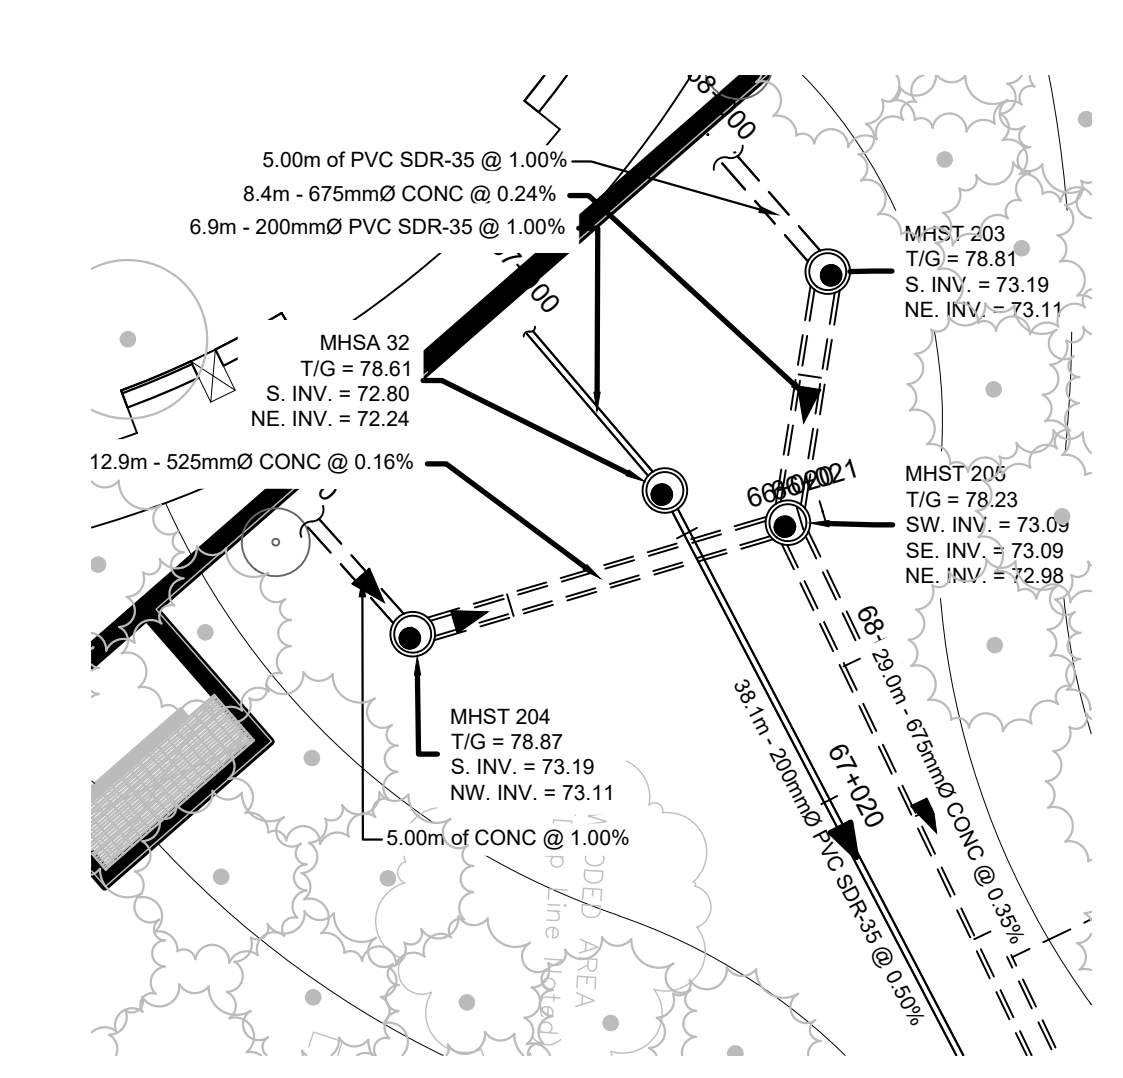 5.00m of PVC SDR-35 @ 1.00%
8.4m - 675mmØ CONC @ 0.24%
6.9m - 200mmØ PVC SDR-35 @ 1.00%
MHST 203
T/G = 78.81
S. INV. = 73.19
NE. INV. = 73.11
MHSA 32
T/G = 78.61
S. INV. = 72.80
NE. INV. = 72.24
12.9m - 525mmØ CONC @ 0.16%
MHST 205
T/G = 78.23
SW. INV. = 73.09
SE. INV. = 73.09
NE. INV. = 72.98
29.0m - 675mmØ CONC @ 0.35%
38.1m - 200mmØ PVC SDR-35 @ 0.50%
67+020
MHST 204
T/G = 78.87
S. INV. = 73.19
NW. INV. = 73.11
5.00m of CONC @ 1.00%
AREA
Line Noted)